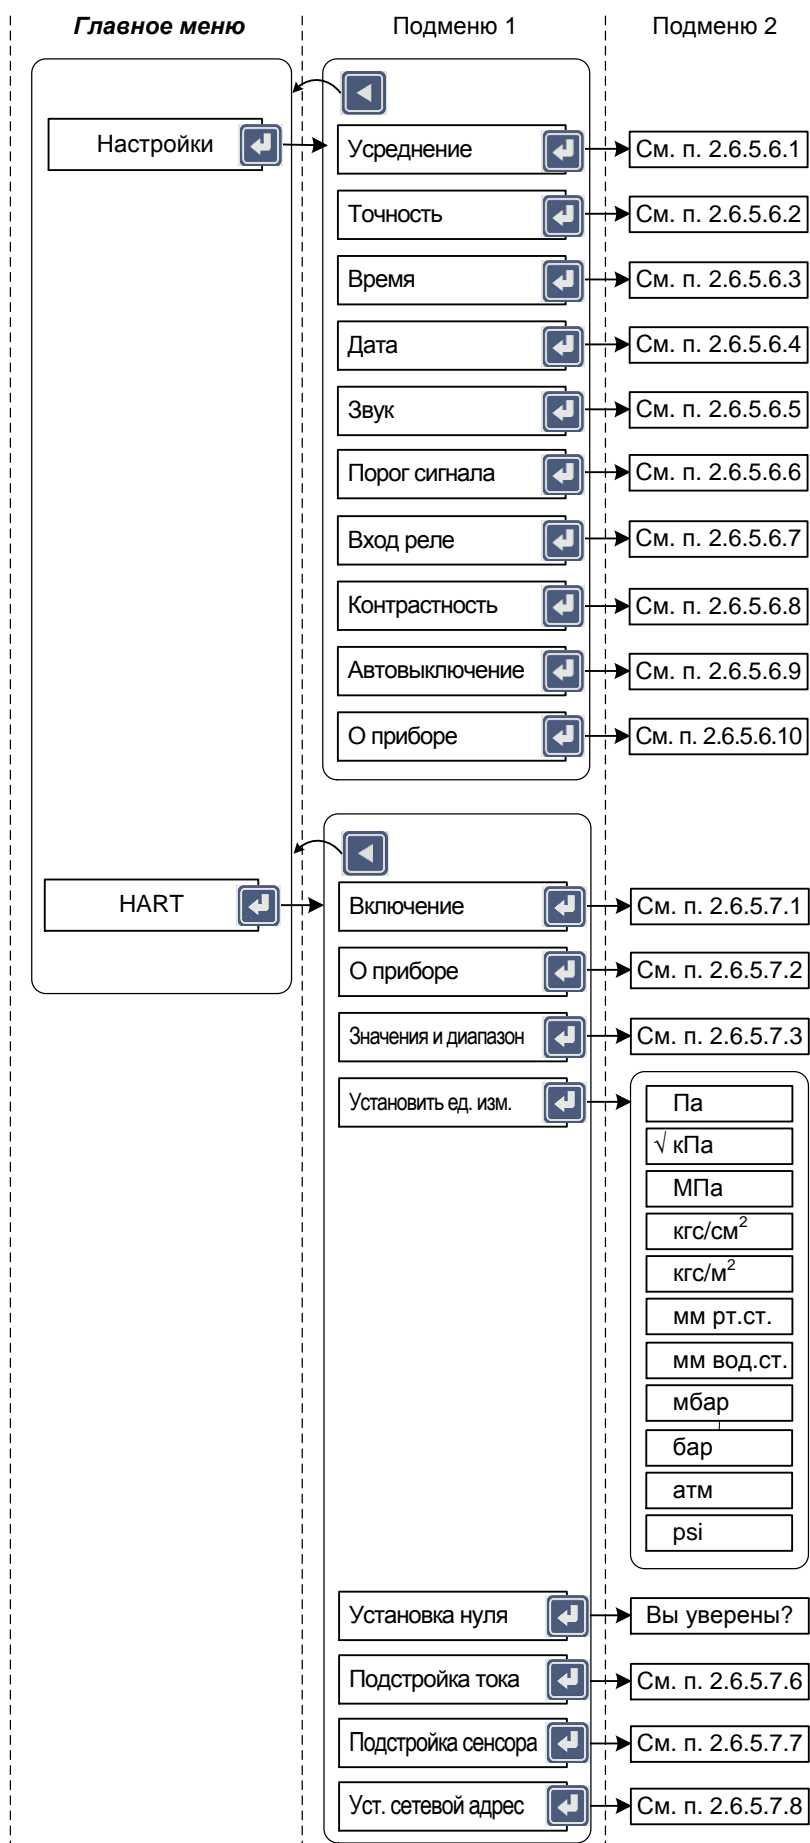 Главное меню Подменю 1 Подменю 2
Настройки
Усреднение См. п. 2.6.5.6.1
Точность См. п. 2.6.5.6.2
Время См. п. 2.6.5.6.3
Дата См. п. 2.6.5.6.4
Звук См. п. 2.6.5.6.5
Порог сигнала См. п. 2.6.5.6.6
Вход реле См. п. 2.6.5.6.7
Контрастность См. п. 2.6.5.6.8
Автовыключение См. п. 2.6.5.6.9
О приборе См. п. 2.6.5.6.10
HART
Включение См. п. 2.6.5.7.1
О приборе См. п. 2.6.5.7.2
Значения и диапазон См. п. 2.6.5.7.3
Установить ед. изм.
Па
√ кПа
МПа
кгс/см²
кгс/м²
мм рт.ст.
мм вод.ст.
мбар
бар
атм
psi
Установка нуля Вы уверены?
Подстройка тока См. п. 2.6.5.7.6
Подстройка сенсора См. п. 2.6.5.7.7
Уст. сетевой адрес См. п. 2.6.5.7.8